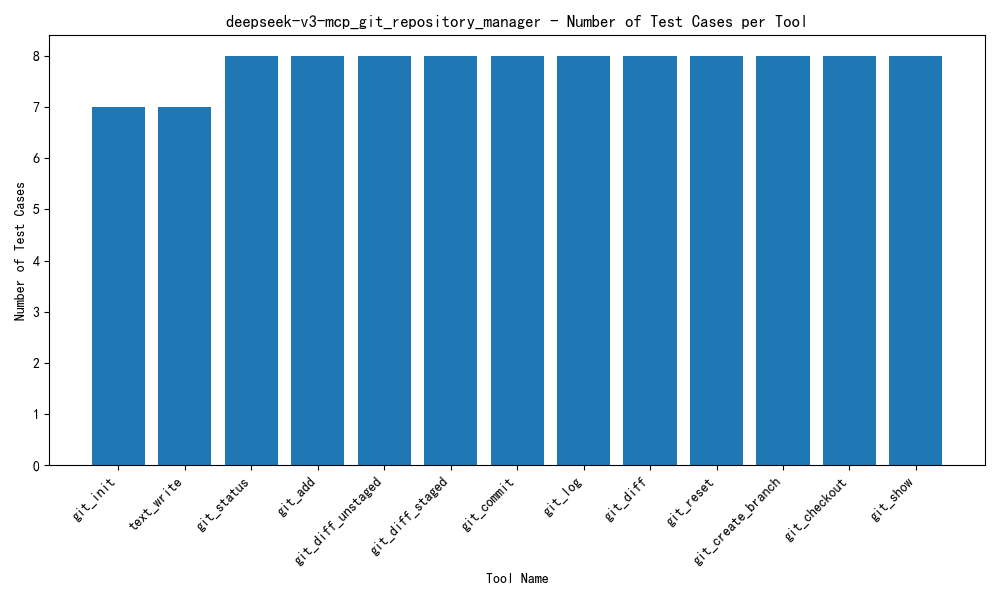 deepseek-v3-mcp_git_repository_manager - Number of Test Cases per Tool
Number of Test Cases
8
7
6
5
4
3
2
1
0
git_init
text_write
git_status
git_add
git_diff_unstaged
git_diff_staged
git_commit
git_log
git_diff
git_reset
git_create_branch
git_checkout
git_show
Tool Name